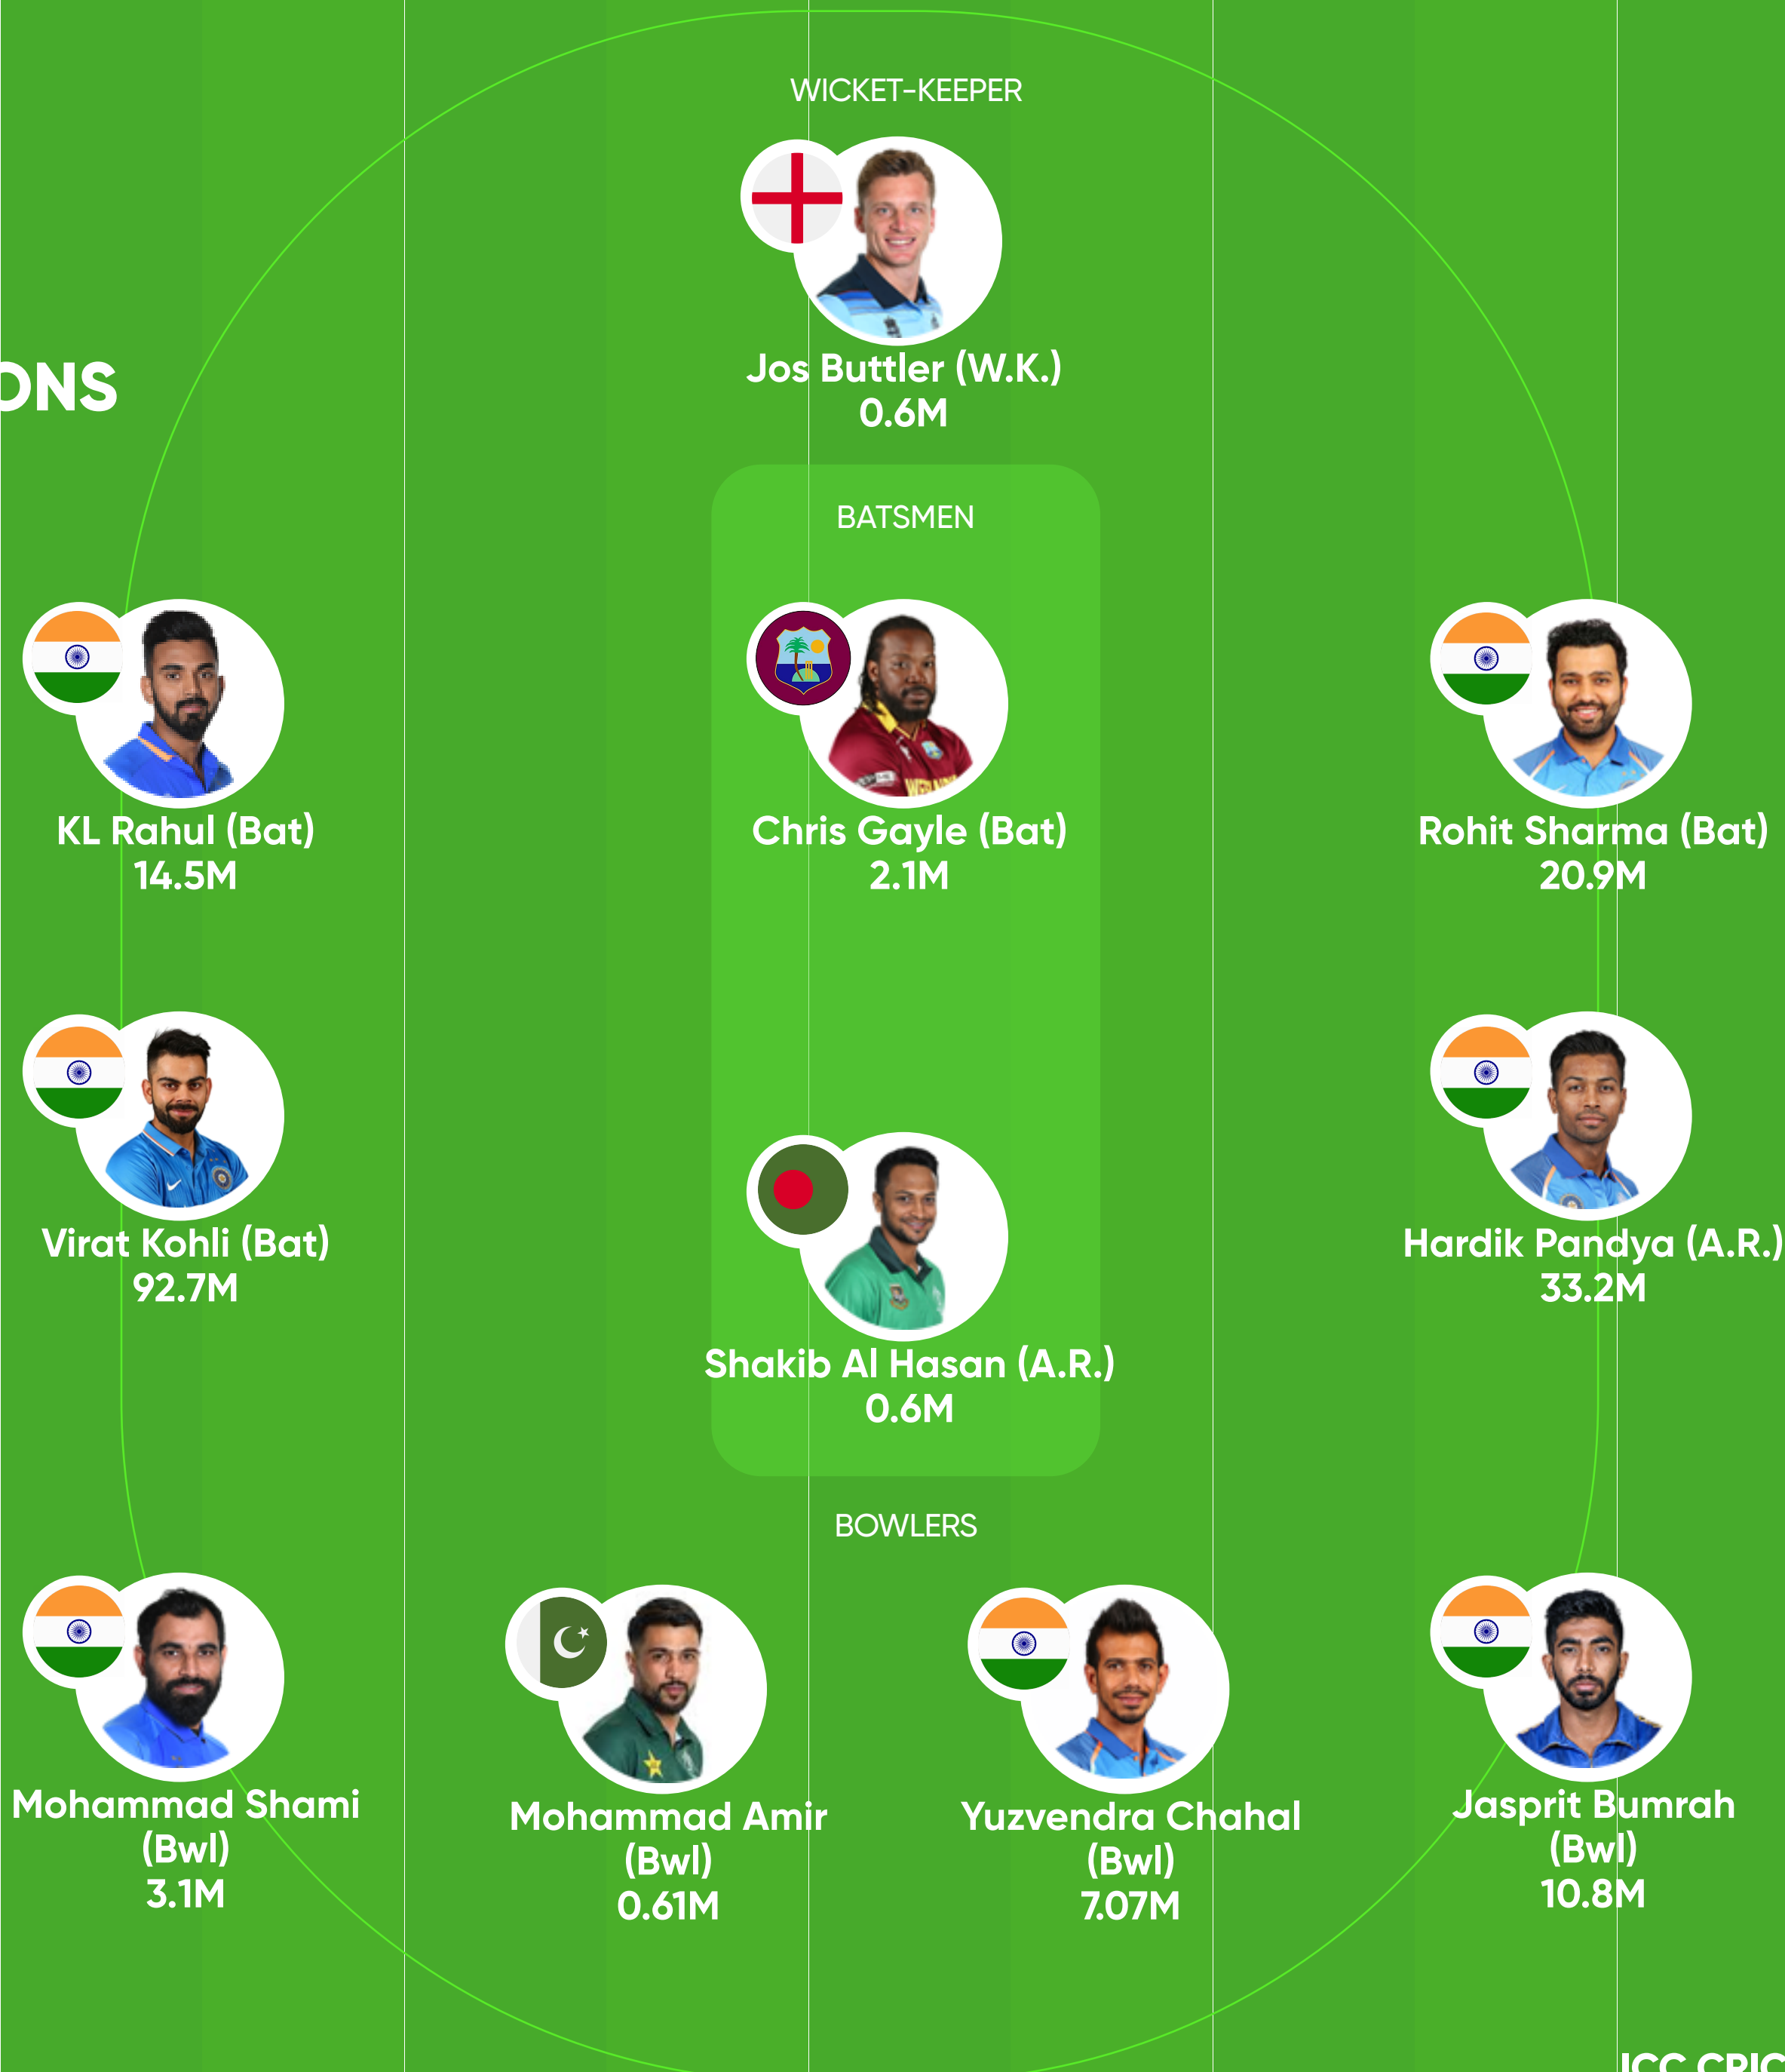 WICKET-KEEPER
Jos Buttler (W.K.)
0.6M
ONS
BATSMEN
KL Rahul (Bat)
14.5M
Chris Gayle (Bat)
2.1M
Rohit Sharma (Bat)
20.9M
Virat Kohli (Bat)
92.7M
Hardik Pandya (A.R.)
33.2M
Shakib Al Hasan (A.R.)
0.6M
BOWLERS
Mohammad Shami
(Bwl)
3.1M
Mohammad Amir
(Bwl)
0.61M
Yuzvendra Chahal
(Bwl)
7.07M
Jasprit Bumrah
(Bwl)
10.8M
ICC CRIC